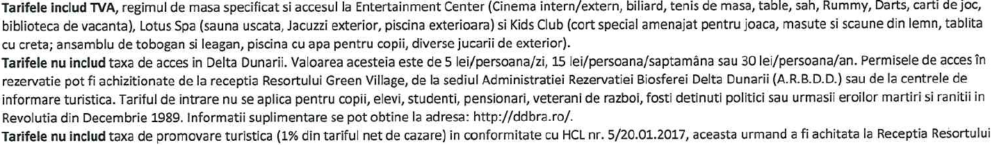 Tarifele includ TVA, regimul de masa specificat si accesul la Entertainment Center (Cinema intern/extern, biliard, tenis de masa, table, sah, Rummy, Darts, carti de joc,
biblioteca de vacanta), Lotus Spa (sauna uscata, Jacuzzi exterior, piscina exterioara) si Kids Club (cort special amenajat pentru joaca, masute si scaune din lemn, tablita
cu creta; ansamblu de tobogan si leagan, piscina cu apa pentru copii, diverse jucarii de exterior).
Tarifele nu includ taxa de acces in Delta Dunarii. Valoarea acesteia este de 5 lei/persoana/zi, 15 lei/persoana/saptamâna sau 30 lei/persoana/an. Permisele de acces în
rezervatie pot fi achizitionate de la receptia Resortului Green Village, de la sediul Administratiei Rezervatiei Biosferei Delta Dunarii (A.R.B.D.D.) sau de la centrele de
informare turistica. Tariful de intrare nu se aplica pentru copii, elevi, studenti, pensionari, veterani de razboi, fosti detinuti politici sau urmasii eroilor martiri si ranitii in
Revolutia din Decembrie 1989. Informatii suplimentare se pot obtine la adresa: http://ddbra.ro/.
Tarifele nu includ taxa de promovare turistica (1% din tariful net de cazare) in conformitate cu HCL nr. 5/20.01.2017, aceasta urmand a fi achitata la Receptia Resortului